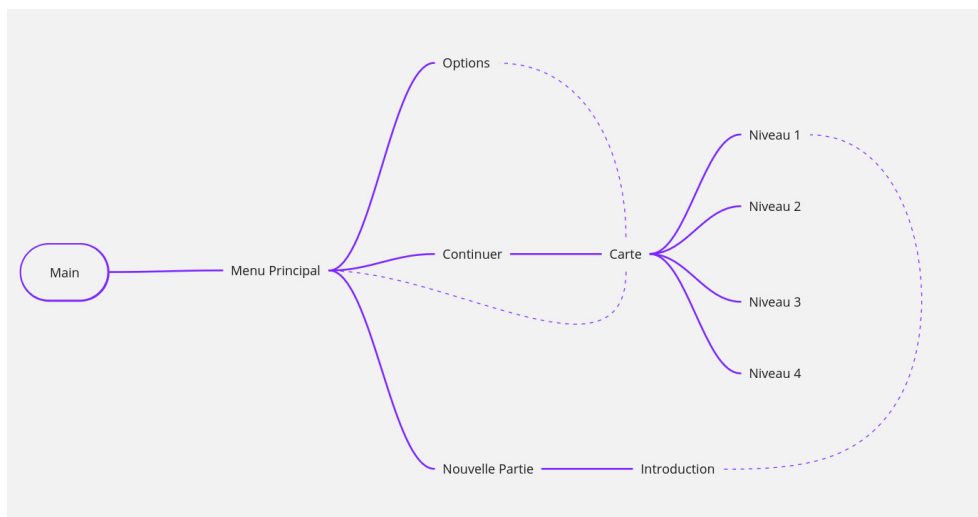 Main
Menu Principal
Options
Continuer
Carte
Niveau 1
Niveau 2
Niveau 3
Niveau 4
Nouvelle Partie
Introduction